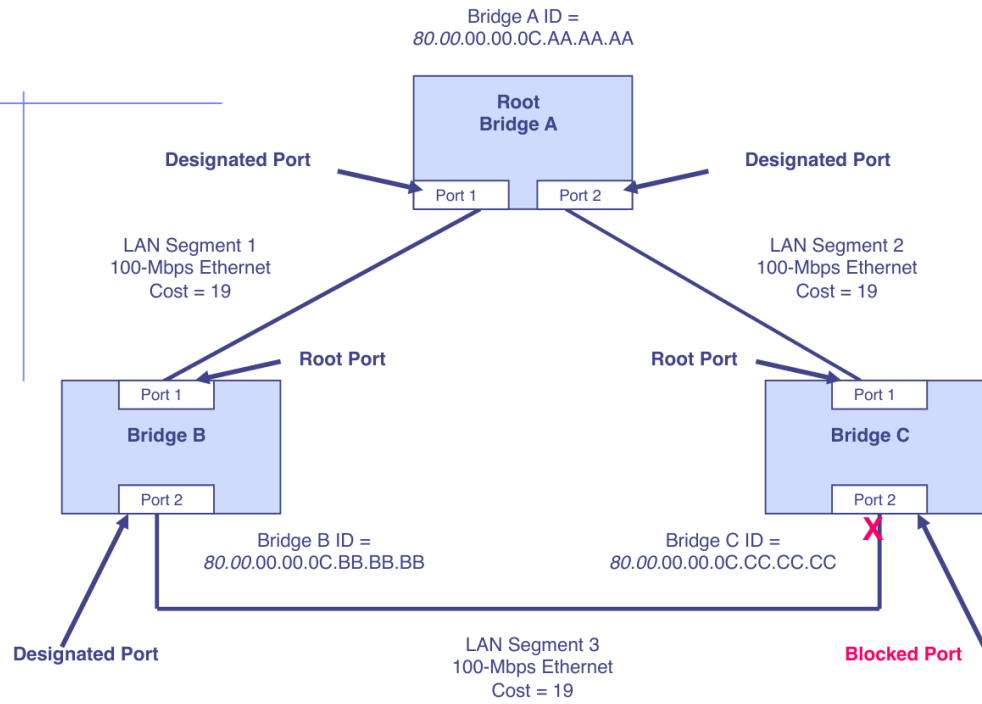 Bridge A ID =
80.00.00.00.0C.AA.AA.AA
Root
Bridge A
Designated Port
Designated Port
Port 1
Port 2
LAN Segment 1
100-Mbps Ethernet
Cost = 19
LAN Segment 2
100-Mbps Ethernet
Cost = 19
Root Port
Root Port
Port 1
Bridge B
Port 2
Port 1
Bridge C
Port 2
X
Bridge B ID =
80.00.00.00.0C.BB.BB.BB
Bridge C ID =
80.00.00.00.0C.CC.CC.CC
Designated Port
LAN Segment 3
100-Mbps Ethernet
Cost = 19
Blocked Port